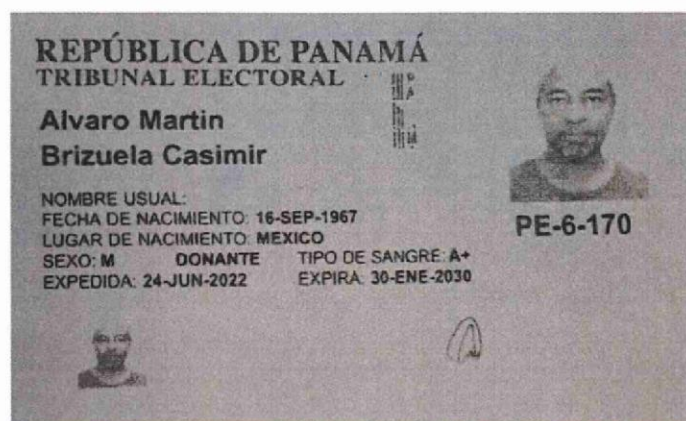 REPÚBLICA DE PANAMÁ
TRIBUNAL ELECTORAL
Alvaro Martin
Brizuela Casimir
NOMBRE USUAL:
FECHA DE NACIMIENTO: 16-SEP-1967
LUGAR DE NACIMIENTO: MEXICO
SEXO: M DONANTE TIPO DE SANGRE: A+
EXPEDIDA: 24-JUN-2022 EXPIRA: 30-ENE-2030
PE-6-170